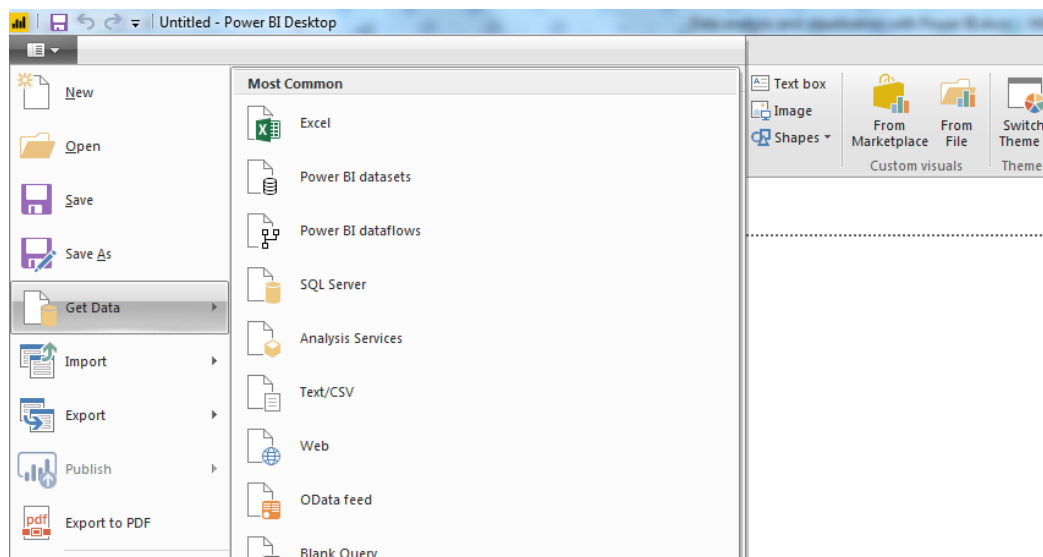 Untitled - Power BI Desktop
New
Open
Save
Save As
Get Data
Import
Export
Publish
pdf
Export to PDF
Most Common
Excel
Power BI datasets
Power BI dataflows
SQL Server
Analysis Services
Text/CSV
Web
OData feed
Blank Query
Text box
Image
Shapes
From
Marketplace
From
File
Custom visuals
Switch
Theme
Theme